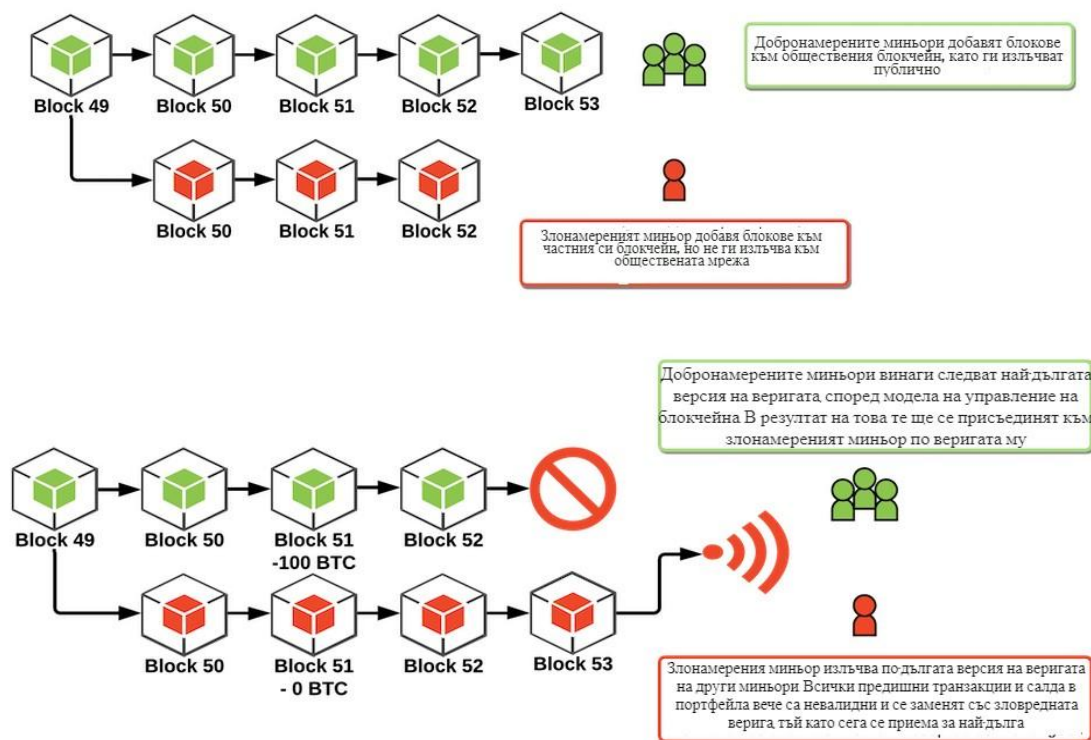 Block 49
Block 50
Block 51
Block 52
Block 53
Добронамерените миньори добавят блокове
към обществения блокчейн, като ги излъчват
публично
Block 50
Block 51
Block 52
Злонамереният миньор добавя блокове към
частния си блокчейн, но не ги излъчва към
обществената мрежа
Добронамерените миньори винаги следват най-дългата
версия на веригата, според модела на управление на
блокчейна. В резултат на това те ще се присъединят към
злонамереният миньор по веригата му
Block 49
Block 50
Block 51
-100 BTC
Block 52
Block 50
Block 51
- 0 BTC
Block 52
Block 53
Злонамерения миньор излъчва по-дългата версия на веригата
на други миньори. Всички предишни транзакции и салда в
портфейла вече са невалидни и се заменят със зловредната
верига, тъй като сега се приема за най-дълга